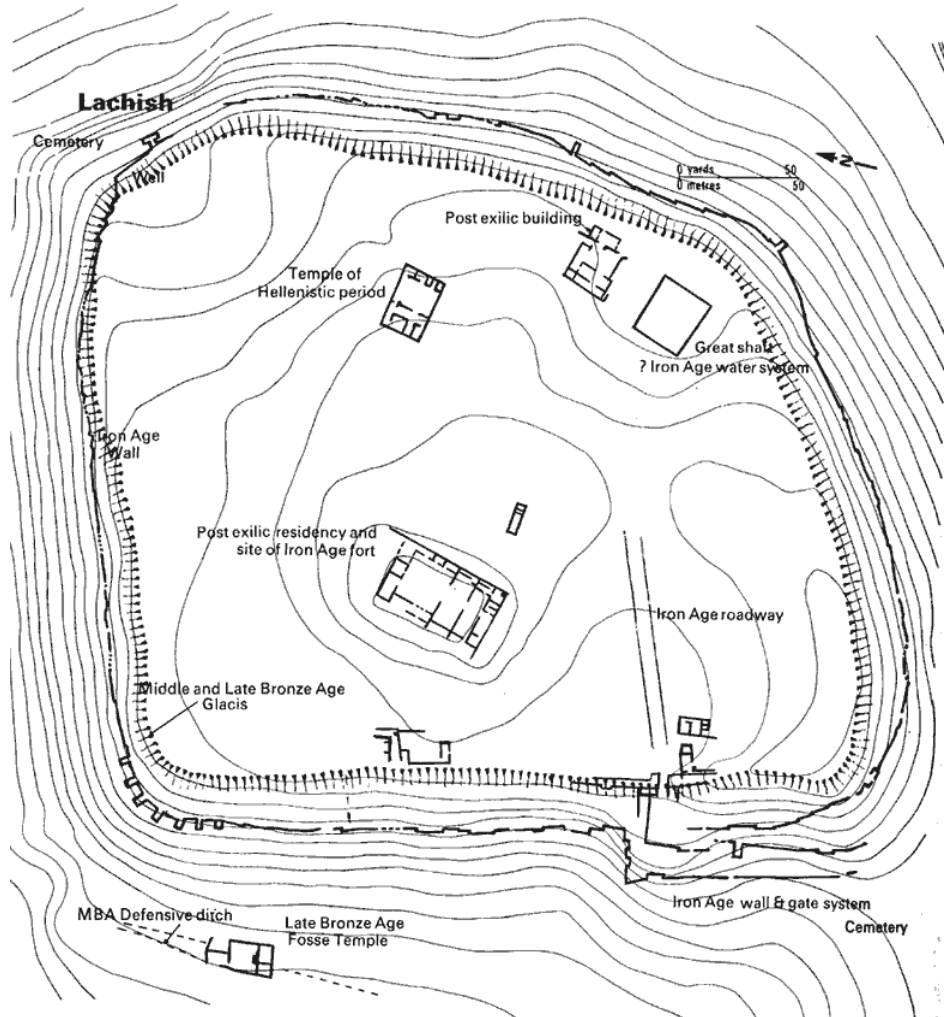 Lachish
Cemetery
Well
N
0 yards 50
0 metres 50
Post exilic building
Temple of
Hellenistic period
Great shaft
? Iron Age water system
Iron Age
Wall
Post exilic residency and
site of Iron Age fort
Iron Age roadway
Middle and Late Bronze Age
Glacis
MBA Defensive ditch
Late Bronze Age
Fosse Temple
Iron Age wall & gate system
Cemetery